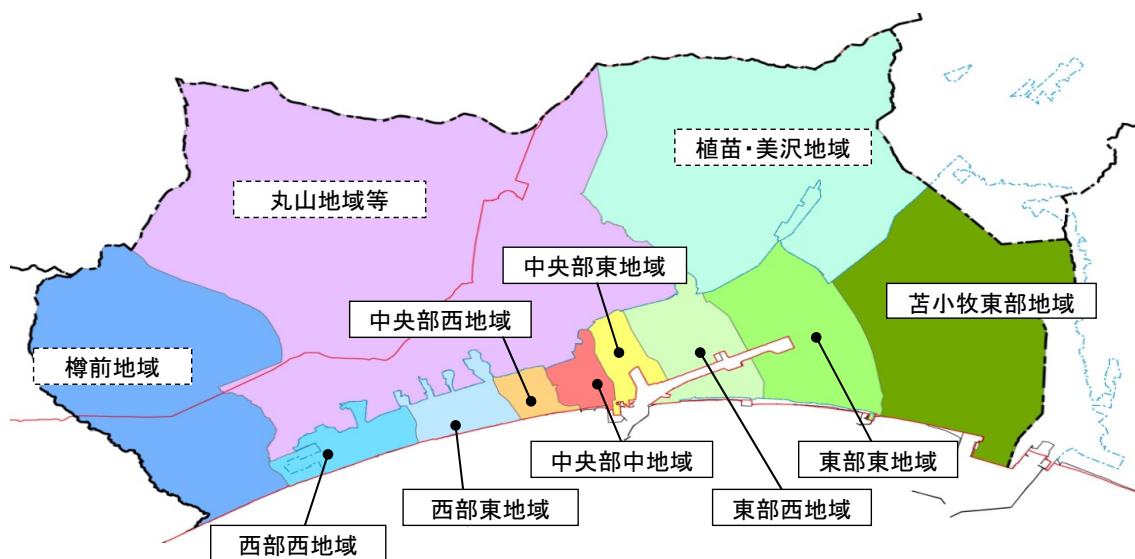 植苗・美沢地域
丸山地域等
中央部東地域
苫小牧東部地域
中央部西地域
樽前地域
中央部中地域
東部東地域
西部東地域
東部西地域
西部西地域